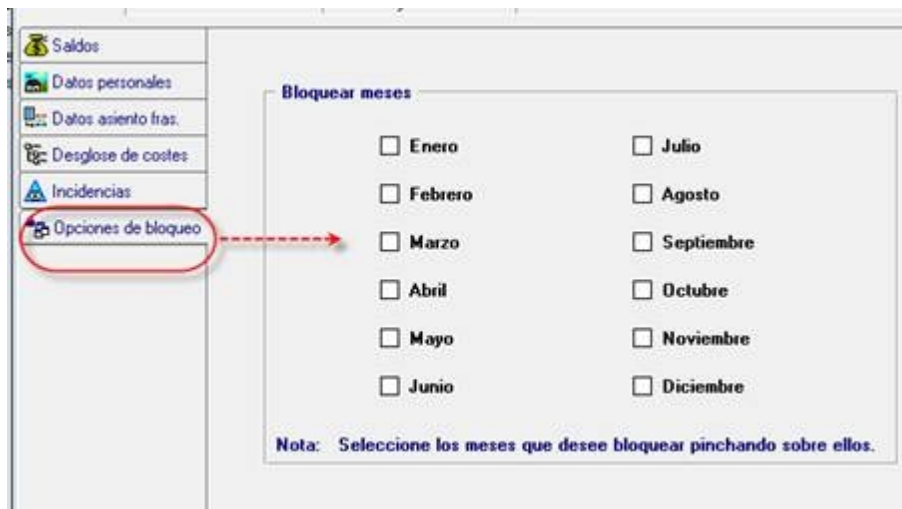 Saldos
Datos personales
Datos asiento fras.
Desglose de costes
Incidencias
Opciones de bloqueo
Bloquear meses
Enero
Julio
Febrero
Agosto
Marzo
Septiembre
Abril
Octubre
Mayo
Noviembre
Junio
Diciembre
Nota: Seleccione los meses que desee bloquear pinchando sobre ellos.